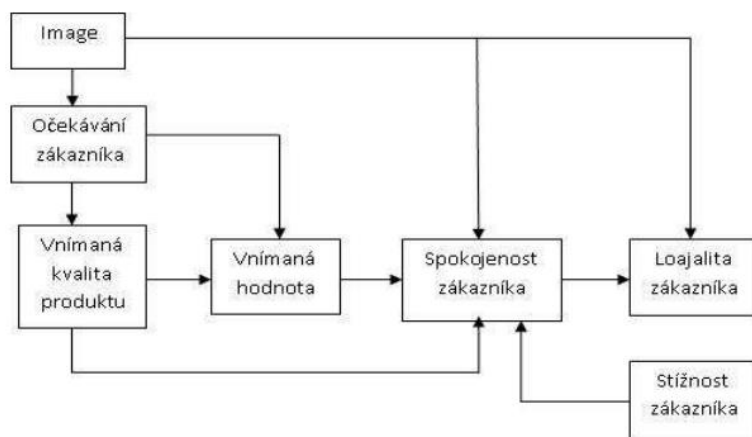 Image
Očekávání
zákazníka
Vnímaná
kvalita
produktu
Vnímaná
hodnota
Spokojenost
zákazníka
Loajalita
zákazníka
Stížnost
zákazníka